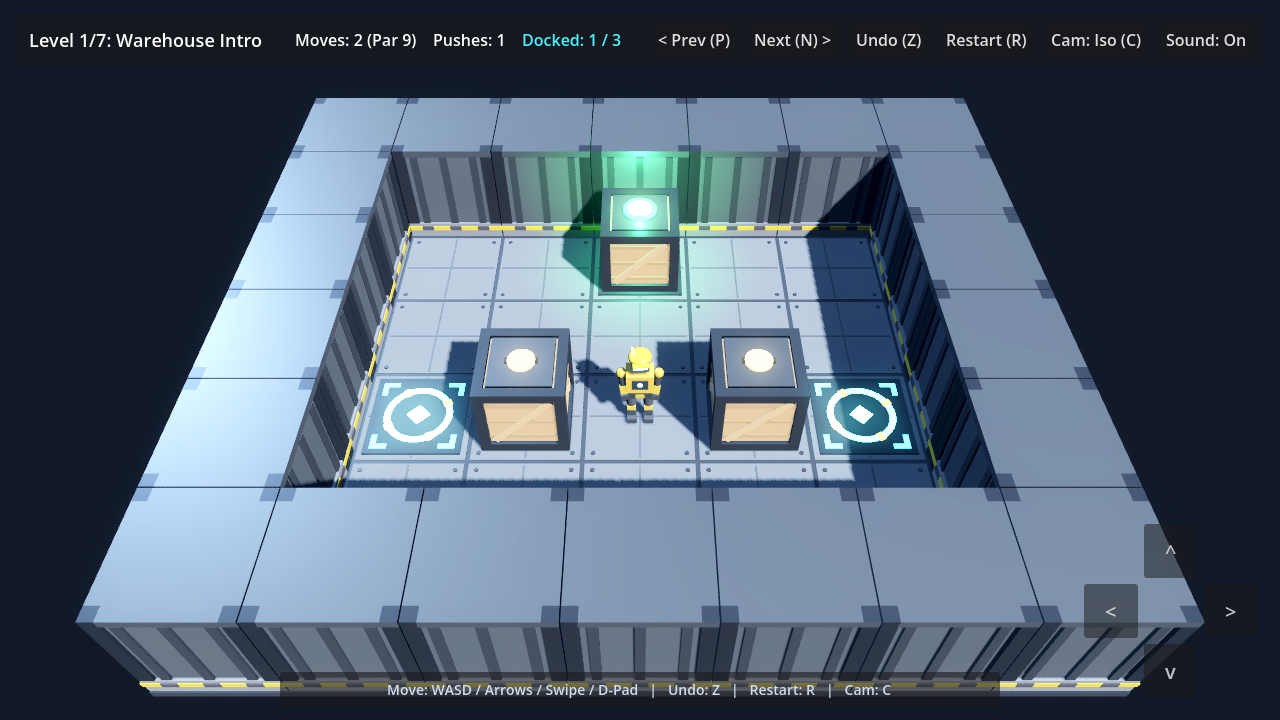 Level 1/7: Warehouse Intro Moves: 2 (Par 9) Pushes: 1 Docked: 1 / 3 < Prev (P) Next (N) > Undo (Z) Restart (R) Cam: Iso (C) Sound: On
^
< >
v
Move: WASD / Arrows / Swipe / D-Pad | Undo: Z | Restart: R | Cam: C